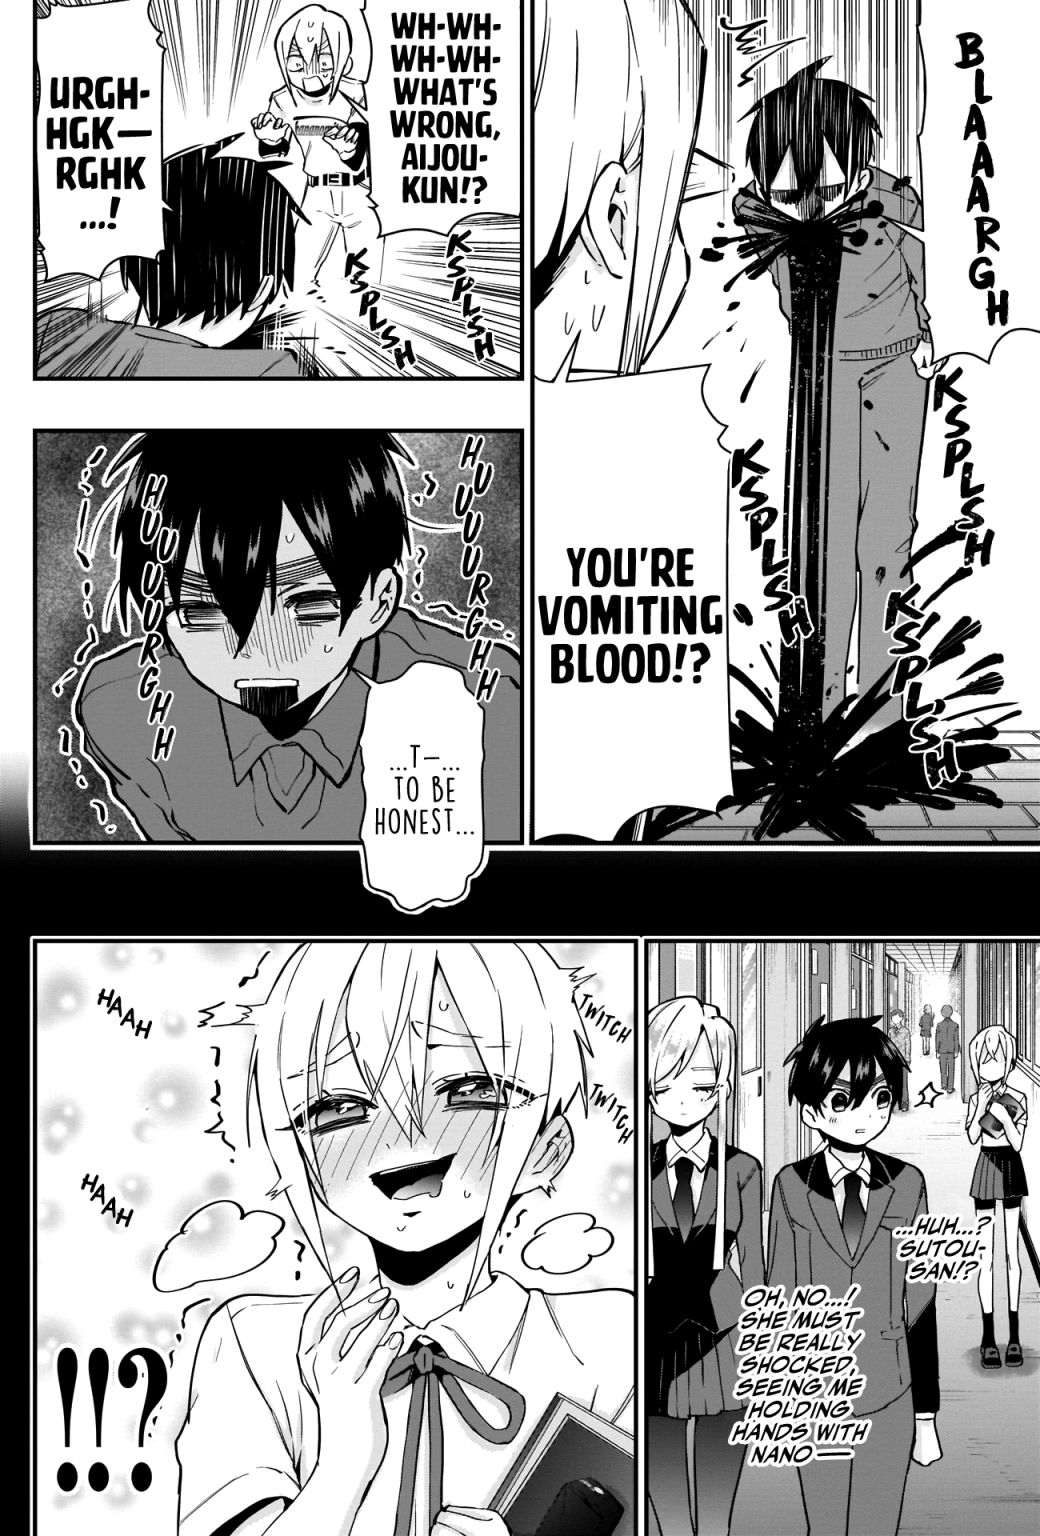 BLAAARGH
KSPLSH
KSPLSH
KSPLSH
YOU'RE
VOMITING
BLOOD!?
WH-WH-
WH-WH-
WHAT'S
WRONG,
AIJOU-
KUN!?
KSPLSH
KSPLSH
URGH-
HGK—
RGHK
...!
HUUUURGHH
HUUUURGHH
...T—...
TO BE
HONEST...
...HUH...?
SUTOU-
SAN!?
OH, NO...!
SHE MUST
BE REALLY
SHOCKED,
SEEING ME
HOLDING
HANDS WITH
NANO—
TWITCH
TWITCH
HAAH
HAAH
!!?